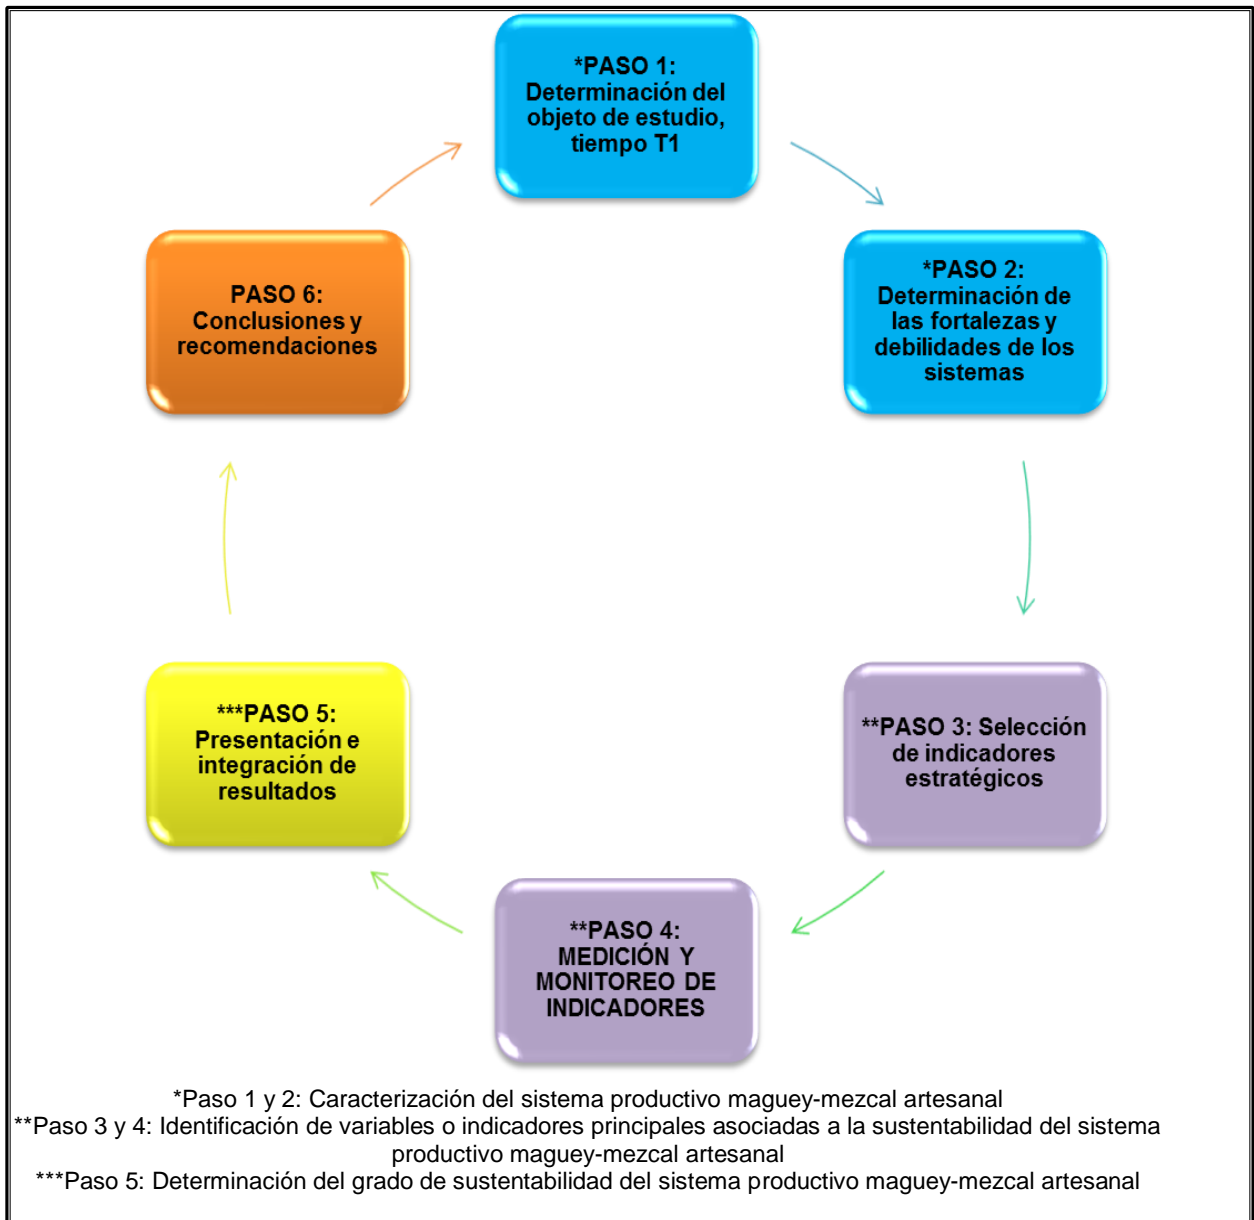 *PASO 1:
Determinación del
objeto de estudio,
tiempo T1
*PASO 2:
Determinación de
las fortalezas y
debilidades de los
sistemas
**PASO 3: Selección
de indicadores
estratégicos
**PASO 4:
MEDICIÓN Y
MONITOREO DE
INDICADORES
***PASO 5:
Presentación e
integración de
resultados
PASO 6:
Conclusiones y
recomendaciones
*Paso 1 y 2: Caracterización del sistema productivo maguey-mezcal artesanal
**Paso 3 y 4: Identificación de variables o indicadores principales asociadas a la sustentabilidad del sistema
productivo maguey-mezcal artesanal
***Paso 5: Determinación del grado de sustentabilidad del sistema productivo maguey-mezcal artesanal